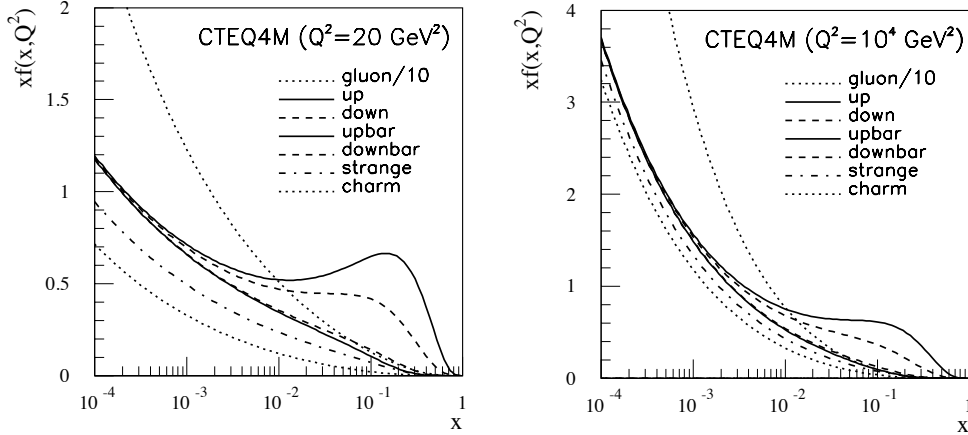 xf(x,Q²)
CTEQ4M (Q²=20 GeV²)
gluon/10
up
down
upbar
downbar
strange
charm
2
1.5
1
0.5
0
10⁻⁴ 10⁻³ 10⁻² 10⁻¹ 1
x
xf(x,Q²)
CTEQ4M (Q²=10⁴ GeV²)
gluon/10
up
down
upbar
downbar
strange
charm
4
3
2
1
0
10⁻⁴ 10⁻³ 10⁻² 10⁻¹ 1
x